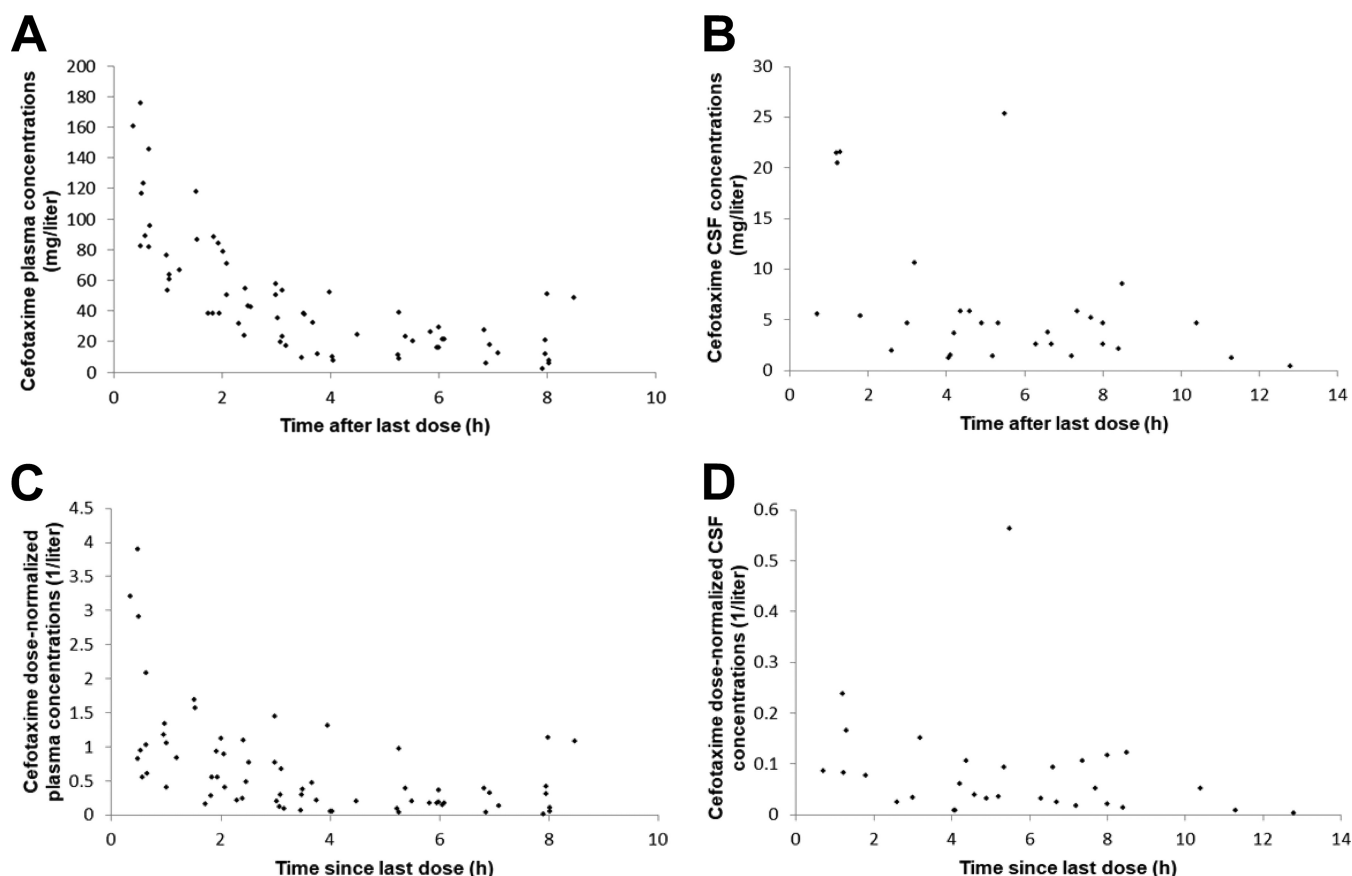 A
Cefotaxime plasma concentrations
(mg/liter)
200
180
160
140
120
100
80
60
40
20
0
0 2 4 6 8 10
Time after last dose (h)
B
Cefotaxime CSF concentrations
(mg/liter)
30
25
20
15
10
5
0
0 2 4 6 8 10 12 14
Time after last dose (h)
C
Cefotaxime dose-normalized
plasma concentrations (1/liter)
4.5
4
3.5
3
2.5
2
1.5
1
0.5
0
0 2 4 6 8 10
Time since last dose (h)
D
Cefotaxime dose-normalized CSF
concentrations (1/liter)
0.6
0.5
0.4
0.3
0.2
0.1
0
0 2 4 6 8 10 12 14
Time since last dose (h)